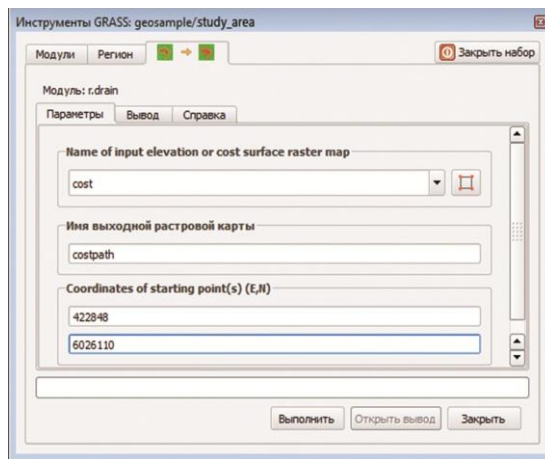 Инструменты GRASS: geosample/study_area
Модули Регион Закрыть набор
Модуль: r.drain
Параметры Вывод Справка
Name of input elevation or cost surface raster map
cost
Имя выходной растровой карты
costpath
Coordinates of starting point(s) (E,N)
422848
6026110
Выполнить Открыть вывод Закрыть